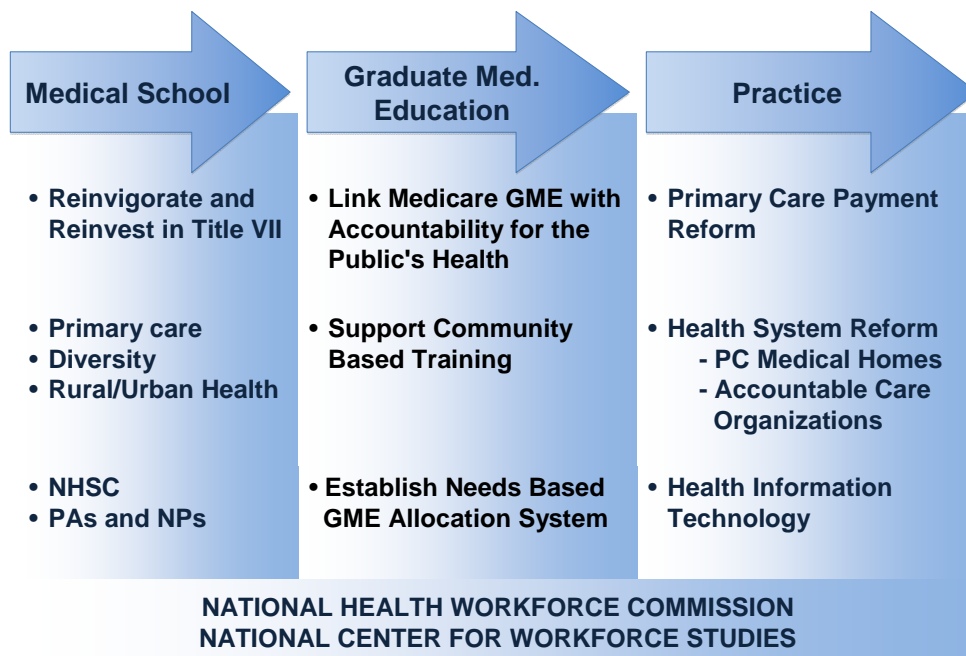 Medical School
• Reinvigorate and
Reinvest in Title VII
• Primary care
• Diversity
• Rural/Urban Health
• NHSC
• PAs and NPs
Graduate Med.
Education
• Link Medicare GME with
Accountability for the
Public's Health
• Support Community
Based Training
• Establish Needs Based
GME Allocation System
Practice
• Primary Care Payment
Reform
• Health System Reform
- PC Medical Homes
- Accountable Care
Organizations
• Health Information
Technology
NATIONAL HEALTH WORKFORCE COMMISSION
NATIONAL CENTER FOR WORKFORCE STUDIES